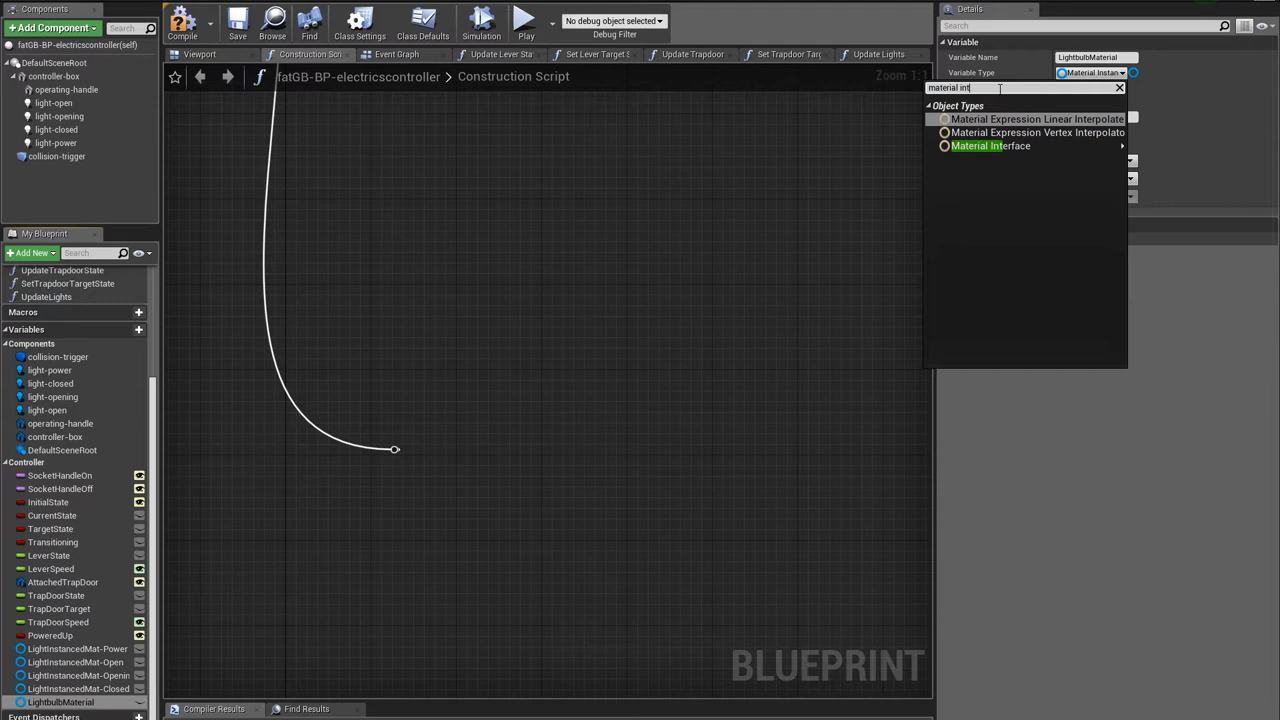 Components
Details
+ Add Component
Search
Compile
Save
Browse
Find
Class Settings
Class Defaults
Simulation
Play
No debug object selected
Debug Filter
Search
fatGB-BP-electricscontroller(self)
DefaultSceneRoot
controller-box
operating-handle
light-open
light-opening
light-closed
light-power
collision-trigger
Viewport
Construction Scri
Event Graph
Update Lever Sta
Set Lever Target S
Update Trapdoor
Set Trapdoor Targ
Update Lights
fatGB-BP-electricscontroller > Construction Script
Zoom 1:1
Variable
Variable Name
LightbulbMaterial
Variable Type
Material Instan
material int
Object Types
Material Expression Linear Interpolate
Material Expression Vertex Interpolato
Material Interface
My Blueprint
+ Add New
Search
UpdateTrapdoorState
SetTrapdoorTargetState
UpdateLights
Macros
Variables
Components
collision-trigger
light-power
light-closed
light-opening
light-open
operating-handle
controller-box
DefaultSceneRoot
Controller
SocketHandleOn
SocketHandleOff
InitialState
CurrentState
TargetState
Transitioning
LeverState
LeverSpeed
AttachedTrapDoor
TrapDoorState
TrapDoorTarget
TrapDoorSpeed
PoweredUp
LightInstancedMat-Power
LightInstancedMat-Open
LightInstancedMat-Openin
LightInstancedMat-Closed
LightbulbMaterial
Event Dispatchers
BLUEPRINT
Compiler Results
Find Results